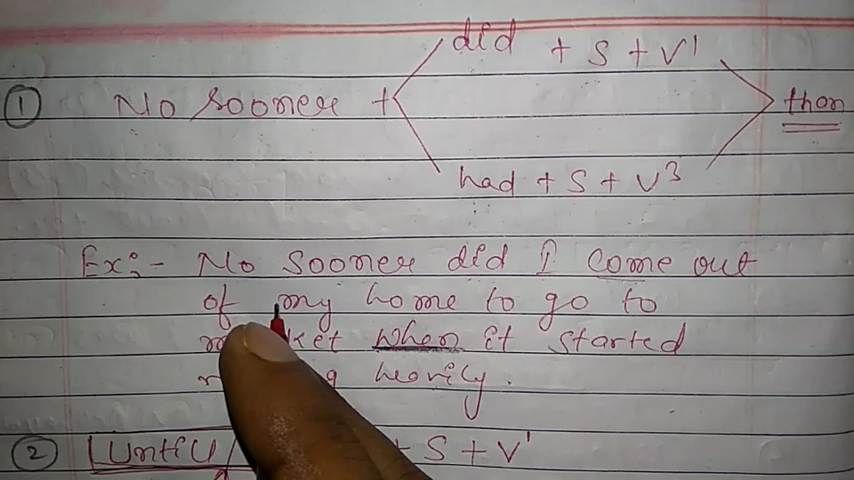 did + S + V¹
① No sooner + than
had + S + V³
Ex:- No sooner did I come out
of my home to go to
when it started
heavily.
② Until/ + S + V¹